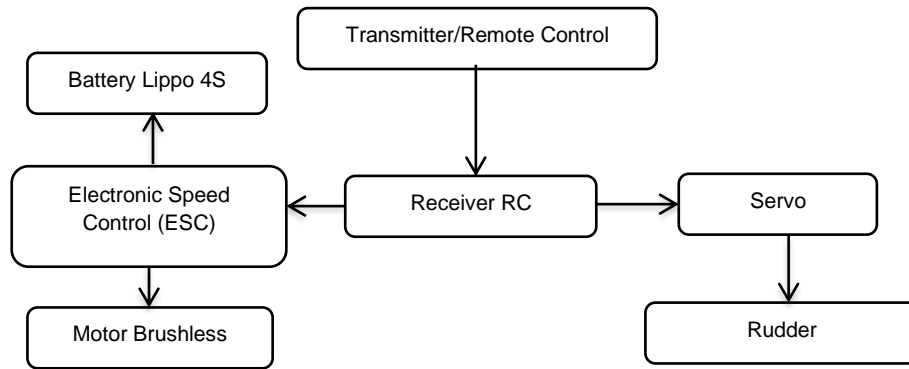 Transmitter/Remote Control
Battery Lippo 4S
Electronic Speed
Control (ESC)
Receiver RC
Servo
Motor Brushless
Rudder